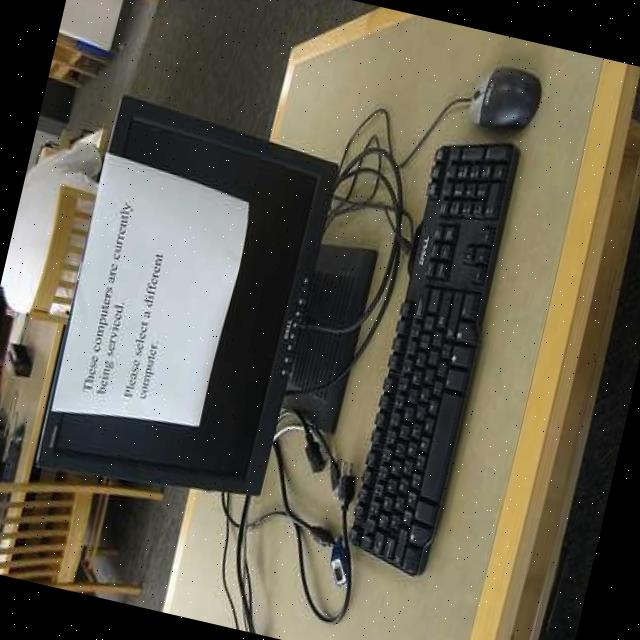 These computers are currently
being serviced.
Please select a different
computer.
DELL
DELL